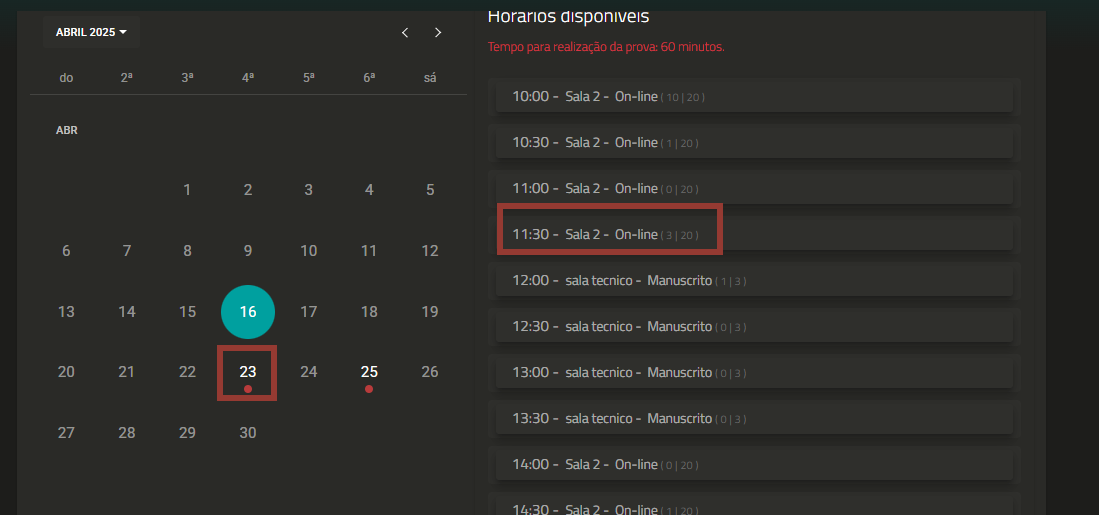 ABRIL 2025
do 2ª 3ª 4ª 5ª 6ª sá
ABR
1 2 3 4 5
6 7 8 9 10 11 12
13 14 15 16 17 18 19
20 21 22 23 24 25 26
27 28 29 30
Horários disponíveis
Tempo para realização da prova: 60 minutos.
10:00 - Sala 2 - On-line ( 10 | 20 )
10:30 - Sala 2 - On-line ( 1 | 20 )
11:00 - Sala 2 - On-line ( 0 | 20 )
11:30 - Sala 2 - On-line ( 3 | 20 )
12:00 - sala tecnico - Manuscrito ( 1 | 3 )
12:30 - sala tecnico - Manuscrito ( 0 | 3 )
13:00 - sala tecnico - Manuscrito ( 0 | 3 )
13:30 - sala tecnico - Manuscrito ( 0 | 3 )
14:00 - Sala 2 - On-line ( 0 | 20 )
14:30 - Sala 2 - On-line ( 1 | 20 )